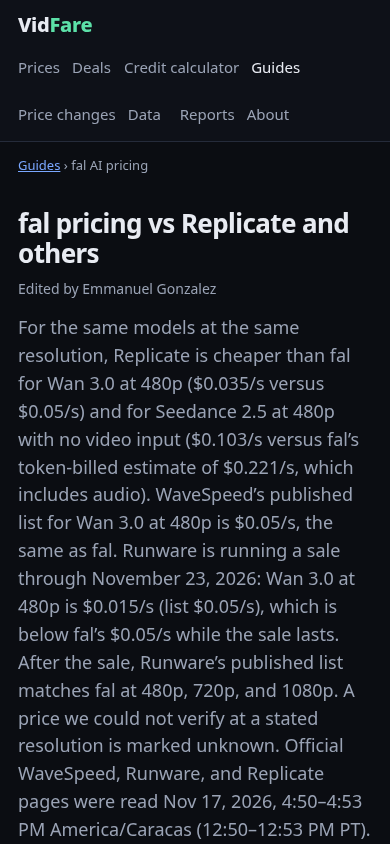 VidFare
Prices Deals Credit calculator Guides
Price changes Data Reports About
Guides › fal AI pricing
fal pricing vs Replicate and
others
Edited by Emmanuel Gonzalez
For the same models at the same
resolution, Replicate is cheaper than fal
for Wan 3.0 at 480p ($0.035/s versus
$0.05/s) and for Seedance 2.5 at 480p
with no video input ($0.103/s versus fal’s
token-billed estimate of $0.221/s, which
includes audio). WaveSpeed’s published
list for Wan 3.0 at 480p is $0.05/s, the
same as fal. Runware is running a sale
through November 23, 2026: Wan 3.0 at
480p is $0.015/s (list $0.05/s), which is
below fal’s $0.05/s while the sale lasts.
After the sale, Runware’s published list
matches fal at 480p, 720p, and 1080p. A
price we could not verify at a stated
resolution is marked unknown. Official
WaveSpeed, Runware, and Replicate
pages were read Nov 17, 2026, 4:50–4:53
PM America/Caracas (12:50–12:53 PM PT).